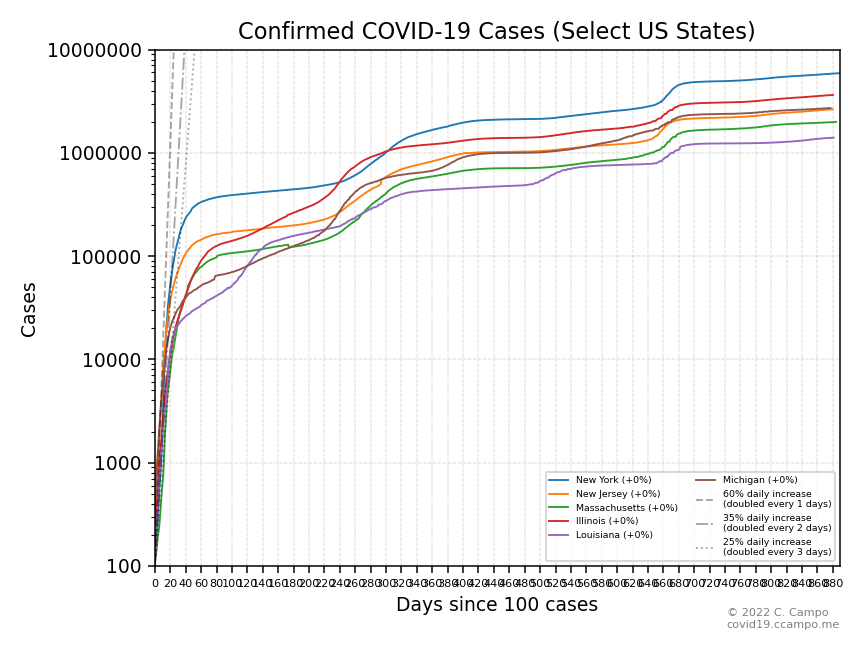 Confirmed COVID-19 Cases (Select US States)
10000000
1000000
100000
10000
1000
100
Cases
0 20 40 60 80 100 120 140 160 180 200 220 240 260 280 300 320 340 360 380 400 420 440 460 480 500 520 540 560 580 600 620 640 660 680 700 720 740 760 780 800 820 840 860 880
Days since 100 cases
New York (+0%)
New Jersey (+0%)
Massachusetts (+0%)
Illinois (+0%)
Louisiana (+0%)
Michigan (+0%)
60% daily increase
(doubled every 1 days)
35% daily increase
(doubled every 2 days)
25% daily increase
(doubled every 3 days)
© 2022 C. Campo
covid19.ccampo.me